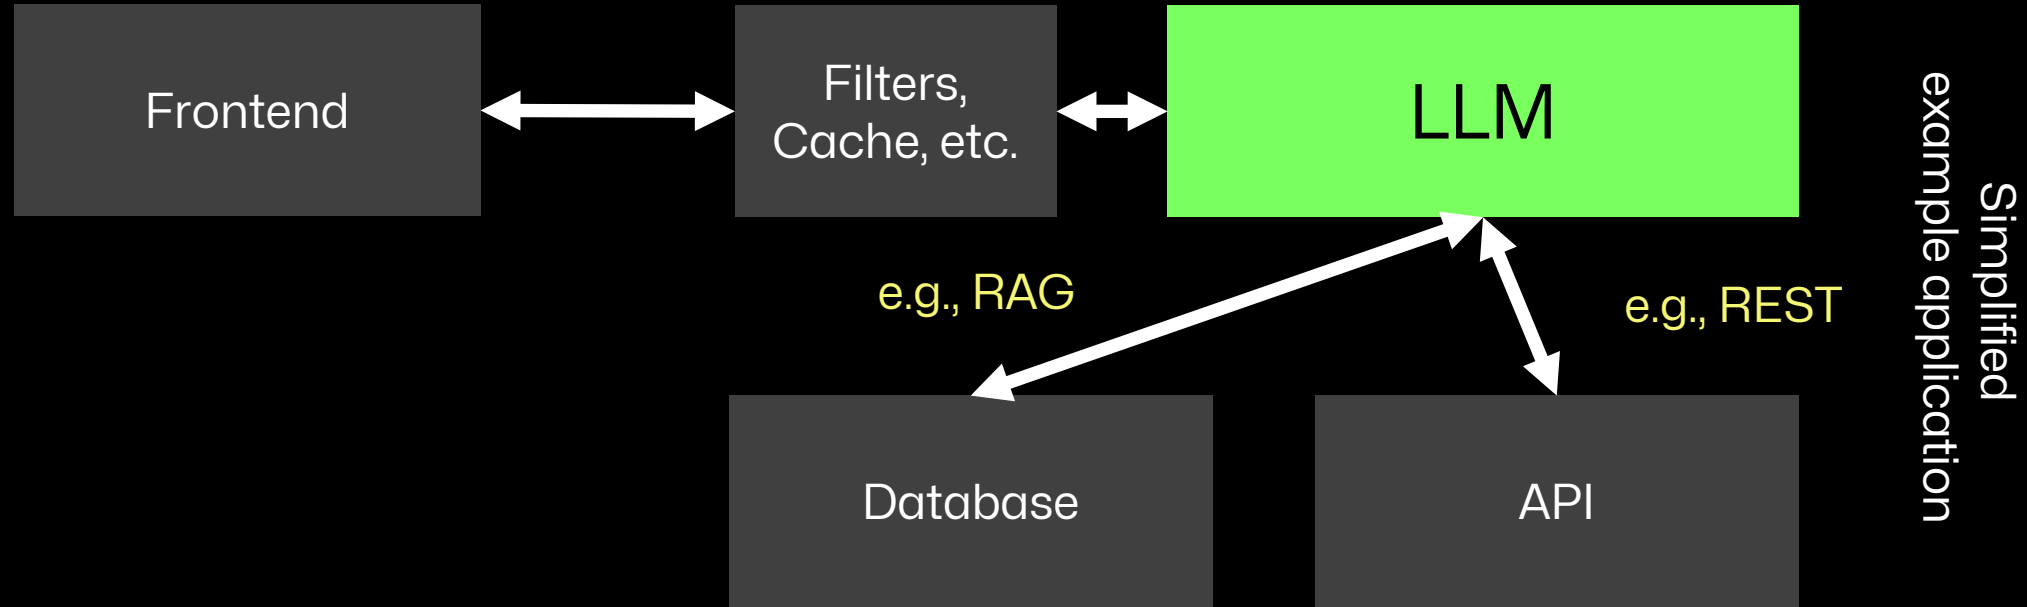 Frontend
Filters,
Cache, etc.
LLM
e.g., RAG
e.g., REST
Database
API
Simplified
example application